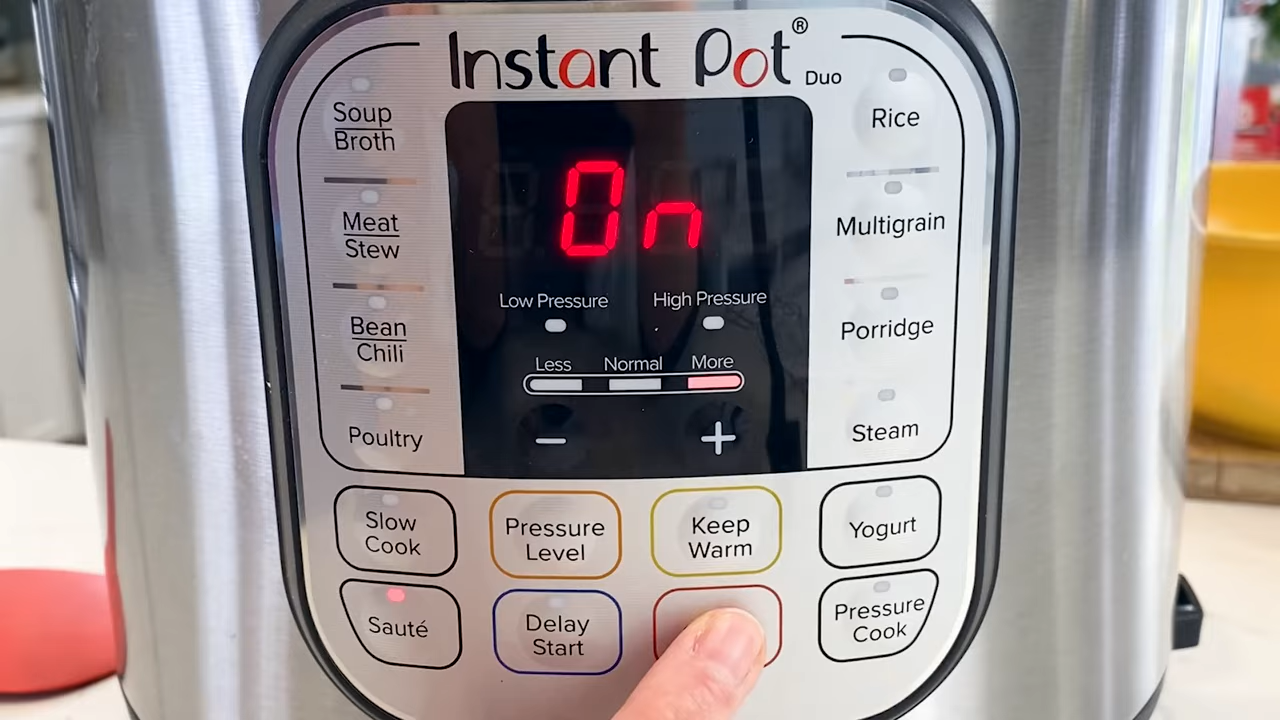 Instant Pot®
Duo
Soup
Broth
Meat
Stew
Bean
Chili
Poultry
On
Low Pressure
High Pressure
Less
Normal
More
−
+
Rice
Multigrain
Porridge
Steam
Slow
Cook
Pressure
Level
Keep
Warm
Yogurt
Sauté
Delay
Start
Pressure
Cook